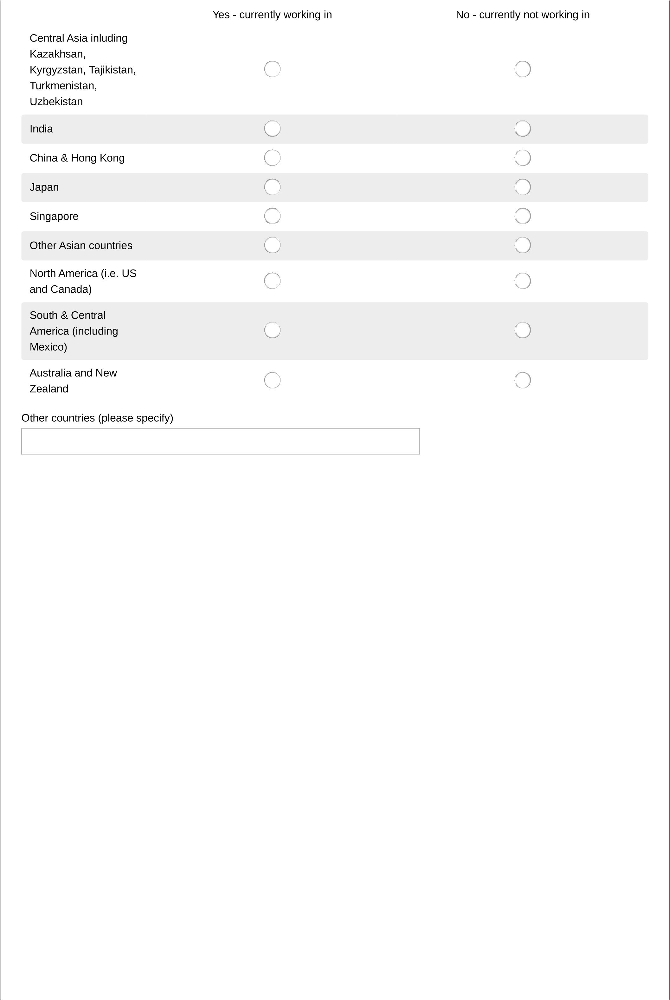 Yes - currently working in No - currently not working in
Central Asia inluding
Kazakhsan,
Kyrgyzstan, Tajikistan,
Turkmenistan,
Uzbekistan
India
China & Hong Kong
Japan
Singapore
Other Asian countries
North America (i.e. US
and Canada)
South & Central
America (including
Mexico)
Australia and New
Zealand
Other countries (please specify)